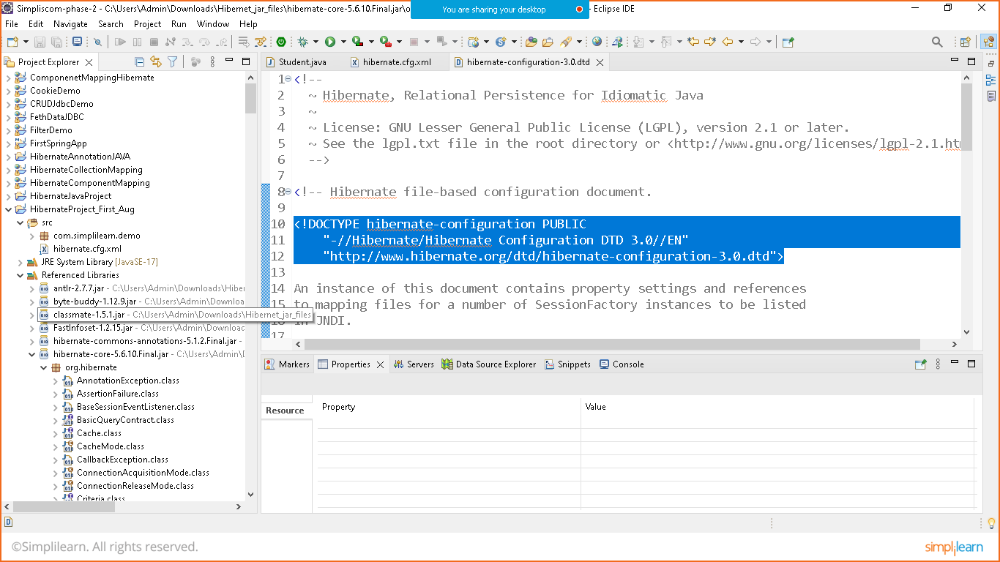 Simpliscom-phase-2 - C:\Users\Admin\Downloads\Hibernet_jar_files\hibernate-core-5.6.10.Final.jar\o
You are sharing your desktop
- Eclipse IDE
File Edit Navigate Search Project Run Window Help
Project Explorer
Student.java
hibernate.cfg.xml
hibernate-configuration-3.0.dtd
ComponenetMappingHibernate
CookieDemo
CRUDJdbcDemo
FethDataJDBC
FilterDemo
FirstSpringApp
HibernateAnnotationJAVA
HibernateCollectionMapping
HibernateComponentMapping
HibernateJavaProject
HibernateProject_First_Aug
src
com.simplilearn.demo
hibernate.cfg.xml
JRE System Library [JavaSE-17]
Referenced Libraries
antlr-2.7.7.jar - C:\Users\Admin\Downloads\Hiber
byte-buddy-1.12.9.jar - C:\Users\Admin\Downloa
classmate-1.5.1.jar - C:\Users\Admin\Downloads\Hibernet_jar_files
FastInfoset-1.2.15.jar - C:\Users\Admin\Downloac
hibernate-commons-annotations-5.1.2.Final.jar -
hibernate-core-5.6.10.Final.jar - C:\Users\Admin\D
org.hibernate
AnnotationException.class
AssertionFailure.class
BaseSessionEventListener.class
BasicQueryContract.class
Cache.class
CacheMode.class
CallbackException.class
ConnectionAcquisitionMode.class
ConnectionReleaseMode.class
Criteria.class
1 <!--
2 ~ Hibernate, Relational Persistence for Idiomatic Java
3 ~
4 ~ License: GNU Lesser General Public License (LGPL), version 2.1 or later.
5 ~ See the lgpl.txt file in the root directory or <http://www.gnu.org/licenses/lgpl-2.1.htm
6 -->
7
8 <!-- Hibernate file-based configuration document.
9
10 <!DOCTYPE hibernate-configuration PUBLIC
11 "-//Hibernate/Hibernate Configuration DTD 3.0//EN"
12 "http://www.hibernate.org/dtd/hibernate-configuration-3.0.dtd">
13
14 An instance of this document contains property settings and references
15 to mapping files for a number of SessionFactory instances to be listed
16 in JNDI.
17
Markers
Properties
Servers
Data Source Explorer
Snippets
Console
Resource
Property Value
©Simplilearn. All rights reserved.
simplilearn